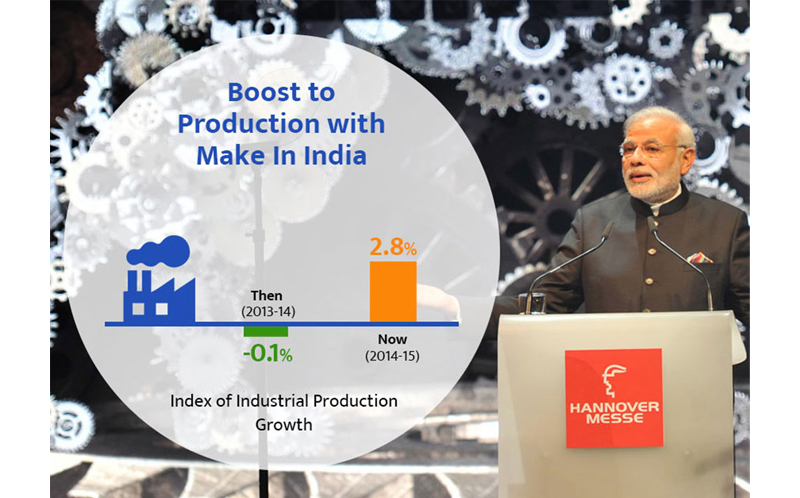 Boost to
Production with
Make In India
2.8%
Then
(2013-14)
-0.1%
Now
(2014-15)
Index of Industrial Production
Growth
HANNOVER
MESSE